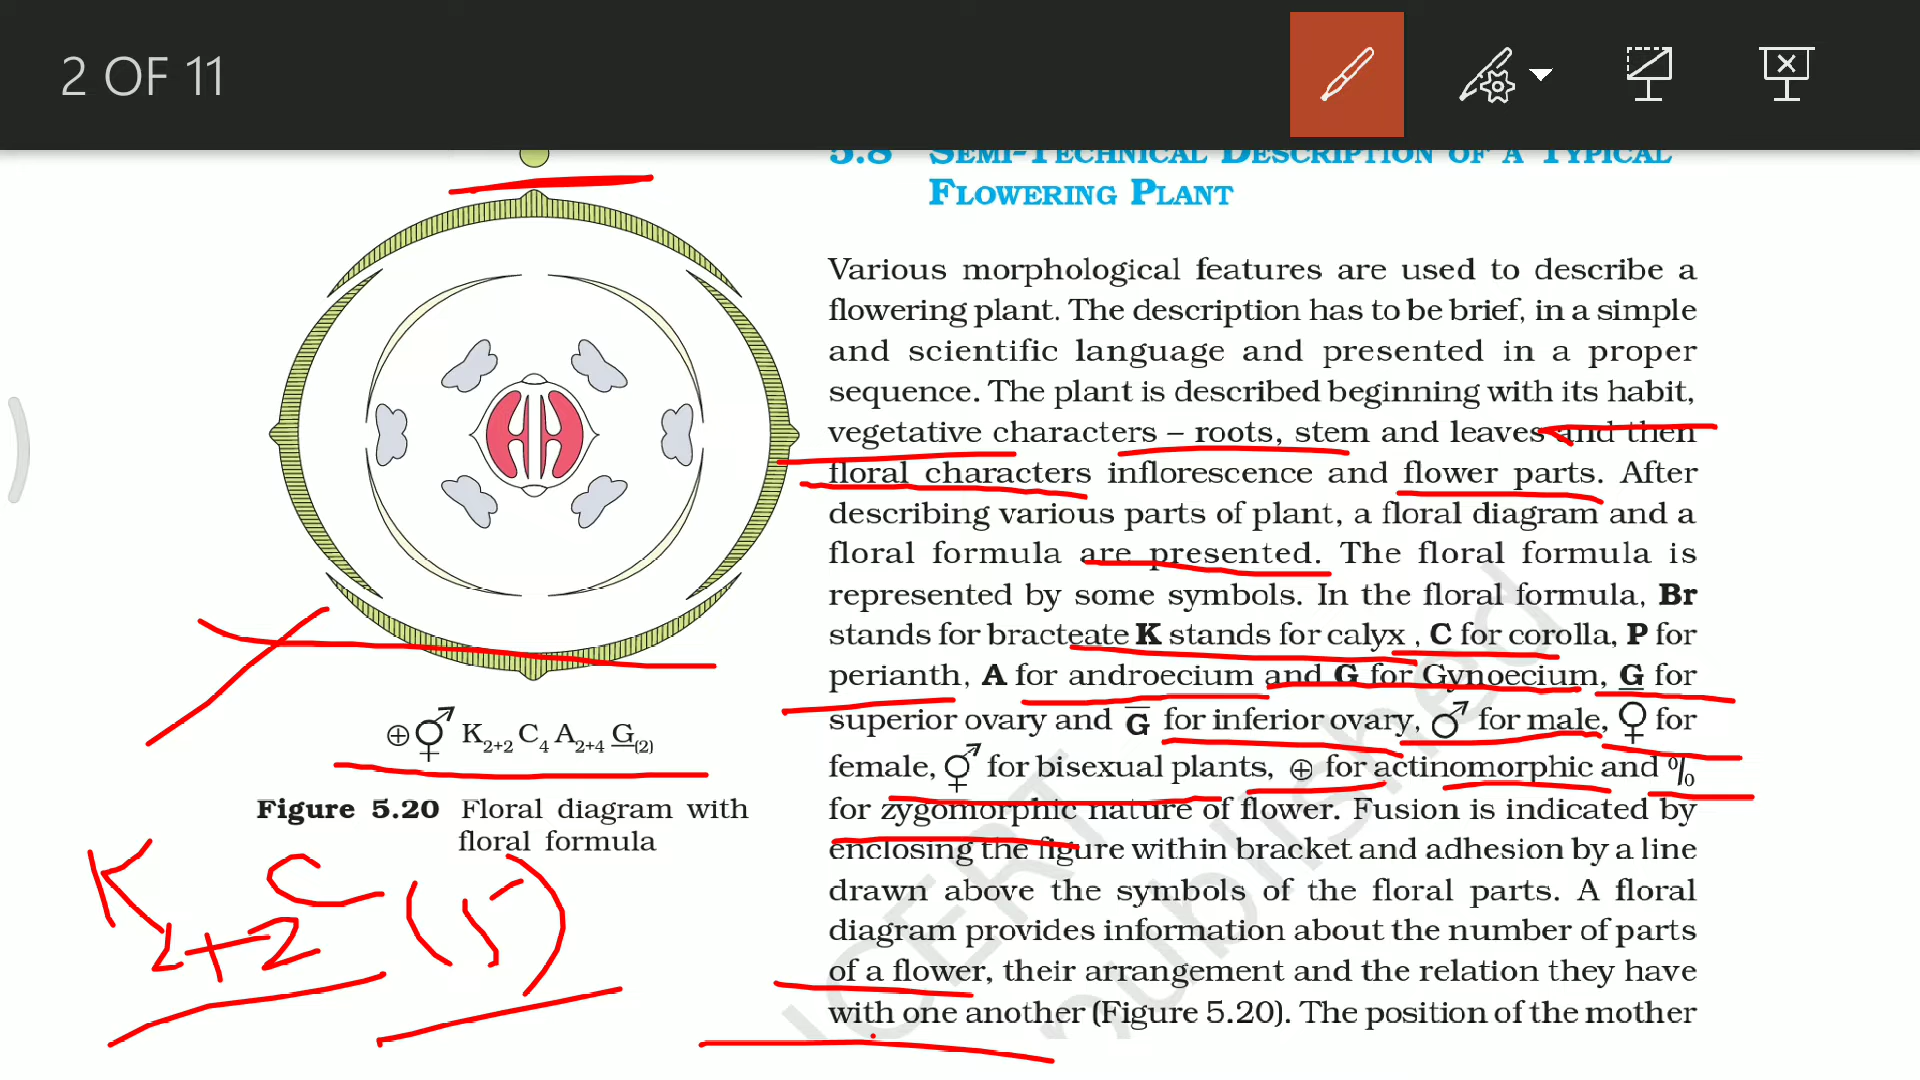 2 OF 11
5.8 SEMI-TECHNICAL DESCRIPTION OF A TYPICAL
FLOWERING PLANT
Various morphological features are used to describe a
flowering plant. The description has to be brief, in a simple
and scientific language and presented in a proper
sequence. The plant is described beginning with its habit,
vegetative characters – roots, stem and leaves and then
floral characters inflorescence and flower parts. After
describing various parts of plant, a floral diagram and a
floral formula are presented. The floral formula is
represented by some symbols. In the floral formula, Br
stands for bracteate K stands for calyx , C for corolla, P for
perianth, A for androecium and G for Gynoecium, G̲ for
superior ovary and G̅ for inferior ovary, ♂ for male, ♀ for
female, ⚥ for bisexual plants, ⊕ for actinomorphic and %
for zygomorphic nature of flower. Fusion is indicated by
enclosing the figure within bracket and adhesion by a line
drawn above the symbols of the floral parts. A floral
diagram provides information about the number of parts
of a flower, their arrangement and the relation they have
with one another (Figure 5.20). The position of the mother
⊕ ⚥ K2+2 C4 A2+4 G̲(2)
Figure 5.20 Floral diagram with
floral formula
K2+2 C(5)
NCERT
published